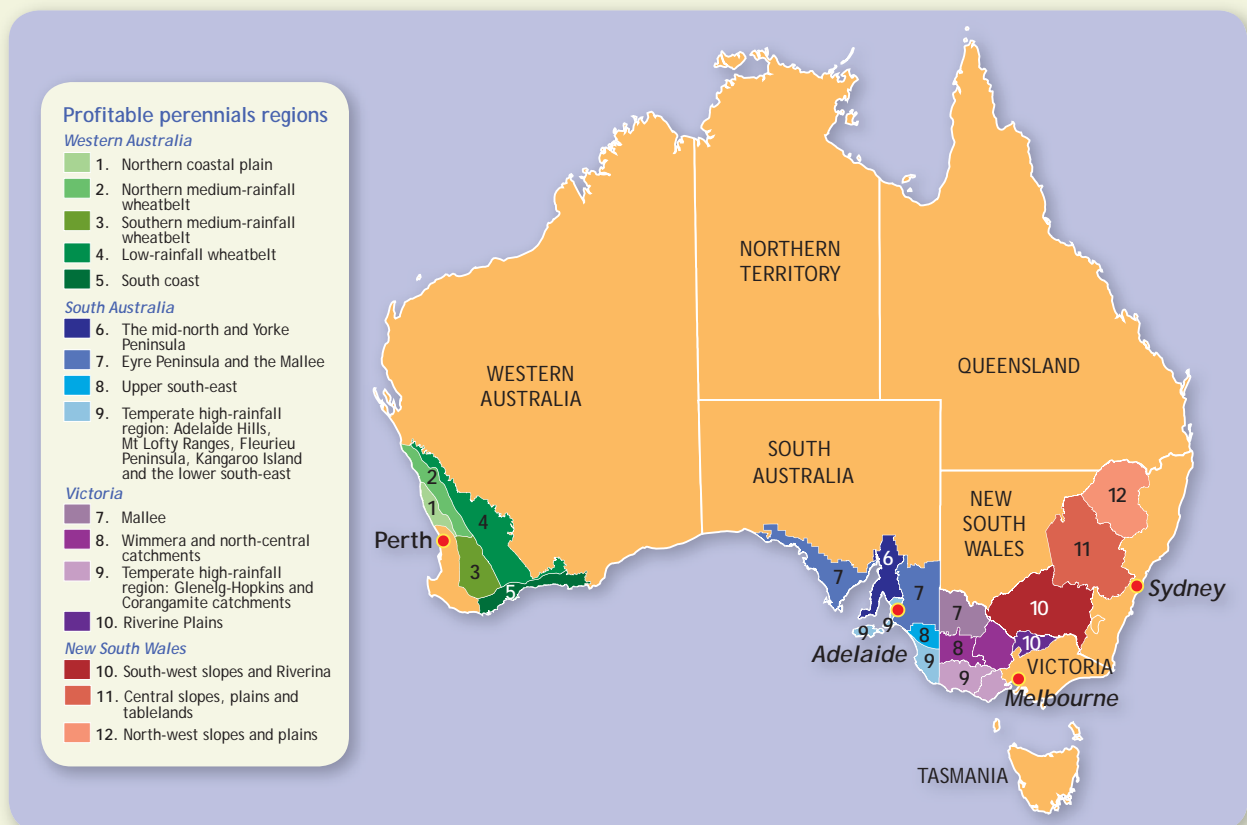 Profitable perennials regions
Western Australia
1. Northern coastal plain
2. Northern medium-rainfall
wheatbelt
3. Southern medium-rainfall
wheatbelt
4. Low-rainfall wheatbelt
5. South coast
South Australia
6. The mid-north and Yorke
Peninsula
7. Eyre Peninsula and the Mallee
8. Upper south-east
9. Temperate high-rainfall
region: Adelaide Hills,
Mt Lofty Ranges, Fleurieu
Peninsula, Kangaroo Island
and the lower south-east
Victoria
7. Mallee
8. Wimmera and north-central
catchments
9. Temperate high-rainfall
region: Glenelg-Hopkins and
Corangamite catchments
10. Riverine Plains
New South Wales
10. South-west slopes and Riverina
11. Central slopes, plains and
tablelands
12. North-west slopes and plains
NORTHERN
TERRITORY
QUEENSLAND
WESTERN
AUSTRALIA
SOUTH
AUSTRALIA
NEW
SOUTH
WALES
2
1
4
3
5
Perth
7
6
7
9
9
8
9
Adelaide
7
8
9
10
10
11
12
Sydney
VICTORIA
Melbourne
TASMANIA